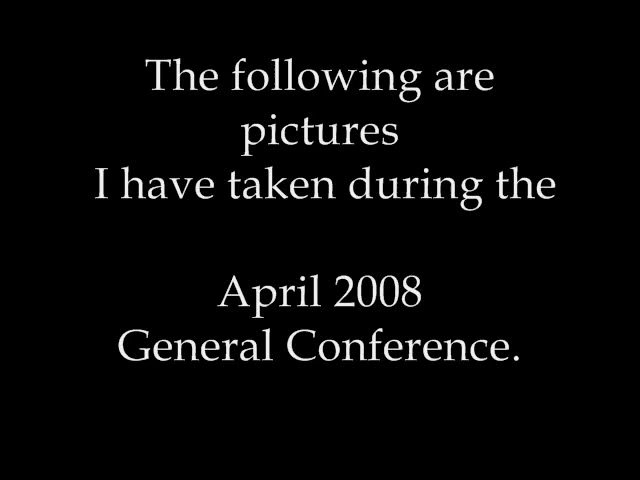 The following are
pictures
I have taken during the
April 2008
General Conference.